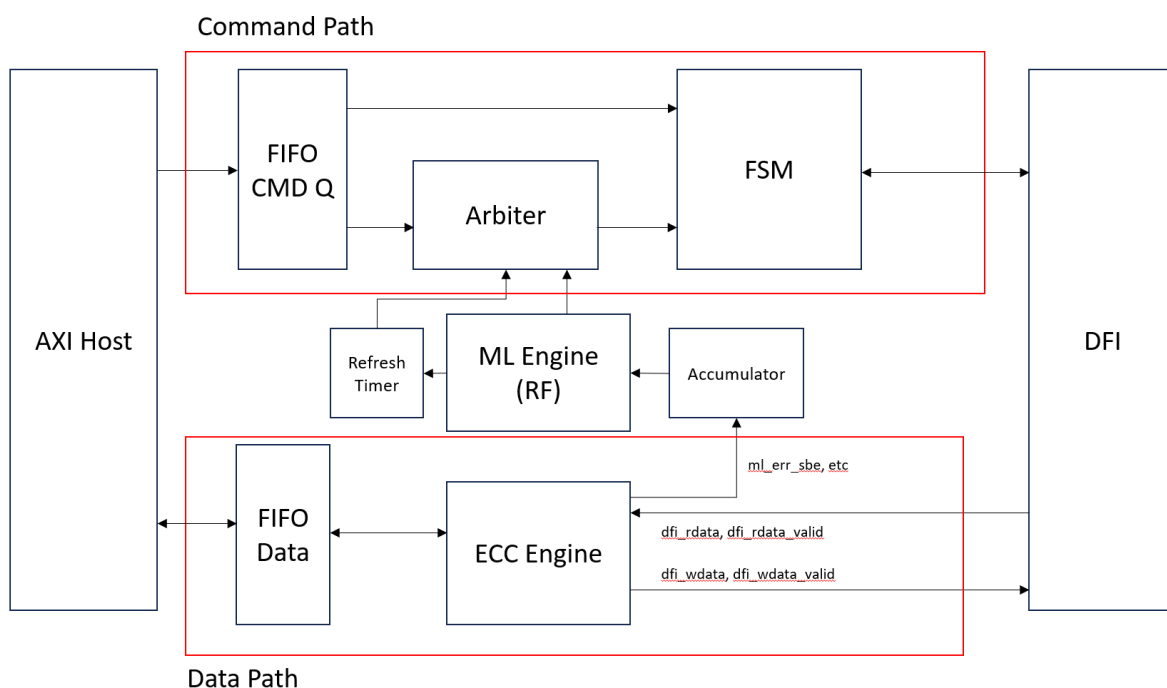 Command Path
AXI Host
FIFO
CMD Q
Arbiter
FSM
DFI
Refresh
Timer
ML Engine
(RF)
Accumulator
ml_err_sbe, etc
FIFO
Data
ECC Engine
dfi_rdata, dfi_rdata_valid
dfi_wdata, dfi_wdata_valid
Data Path